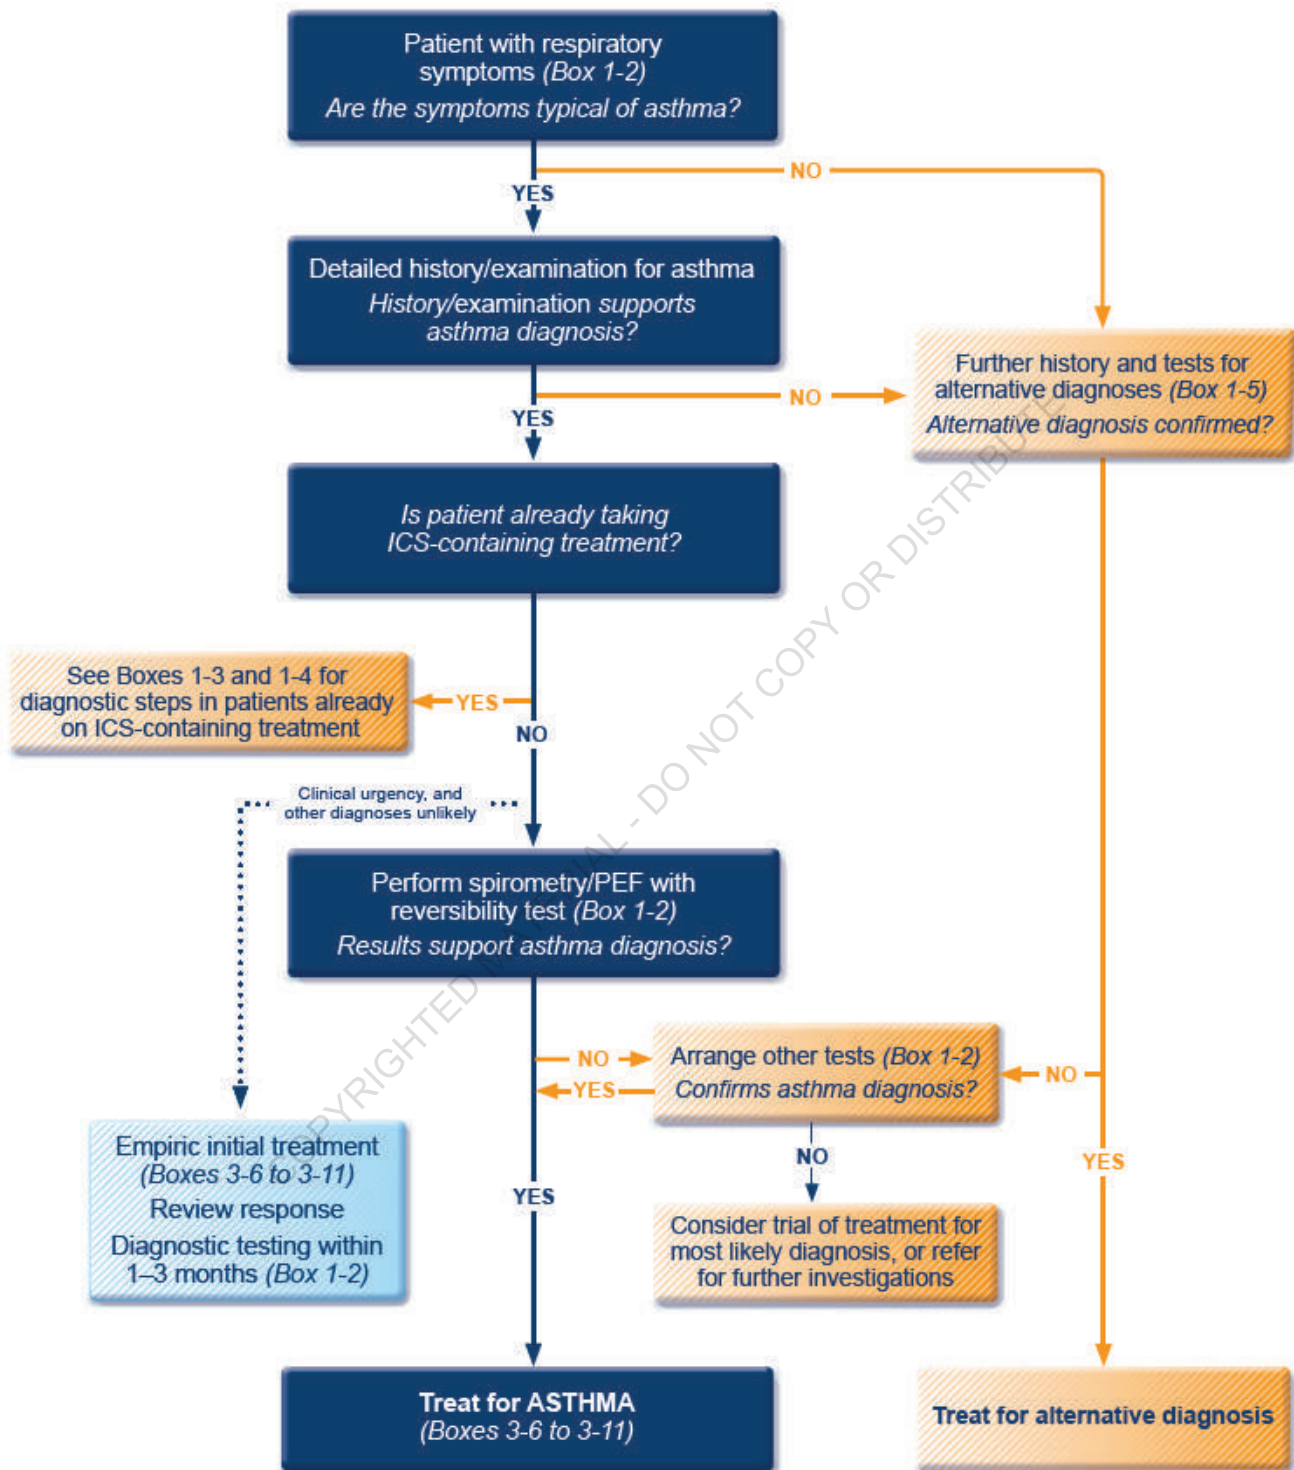 Patient with respiratory
symptoms (Box 1-2)
Are the symptoms typical of asthma?
NO
YES
Detailed history/examination for asthma
History/examination supports
asthma diagnosis?
NO
YES
Further history and tests for
alternative diagnoses (Box 1-5)
Alternative diagnosis confirmed?
Is patient already taking
ICS-containing treatment?
See Boxes 1-3 and 1-4 for
diagnostic steps in patients already
on ICS-containing treatment
YES
NO
Clinical urgency, and
other diagnoses unlikely
Perform spirometry/PEF with
reversibility test (Box 1-2)
Results support asthma diagnosis?
NO
YES
Arrange other tests (Box 1-2)
Confirms asthma diagnosis?
NO
NO
YES
YES
Empiric initial treatment
(Boxes 3-6 to 3-11)
Review response
Diagnostic testing within
1–3 months (Box 1-2)
Consider trial of treatment for
most likely diagnosis, or refer
for further investigations
Treat for ASTHMA
(Boxes 3-6 to 3-11)
Treat for alternative diagnosis
COPYRIGHTED MATERIAL - DO NOT COPY OR DISTRIBUTE